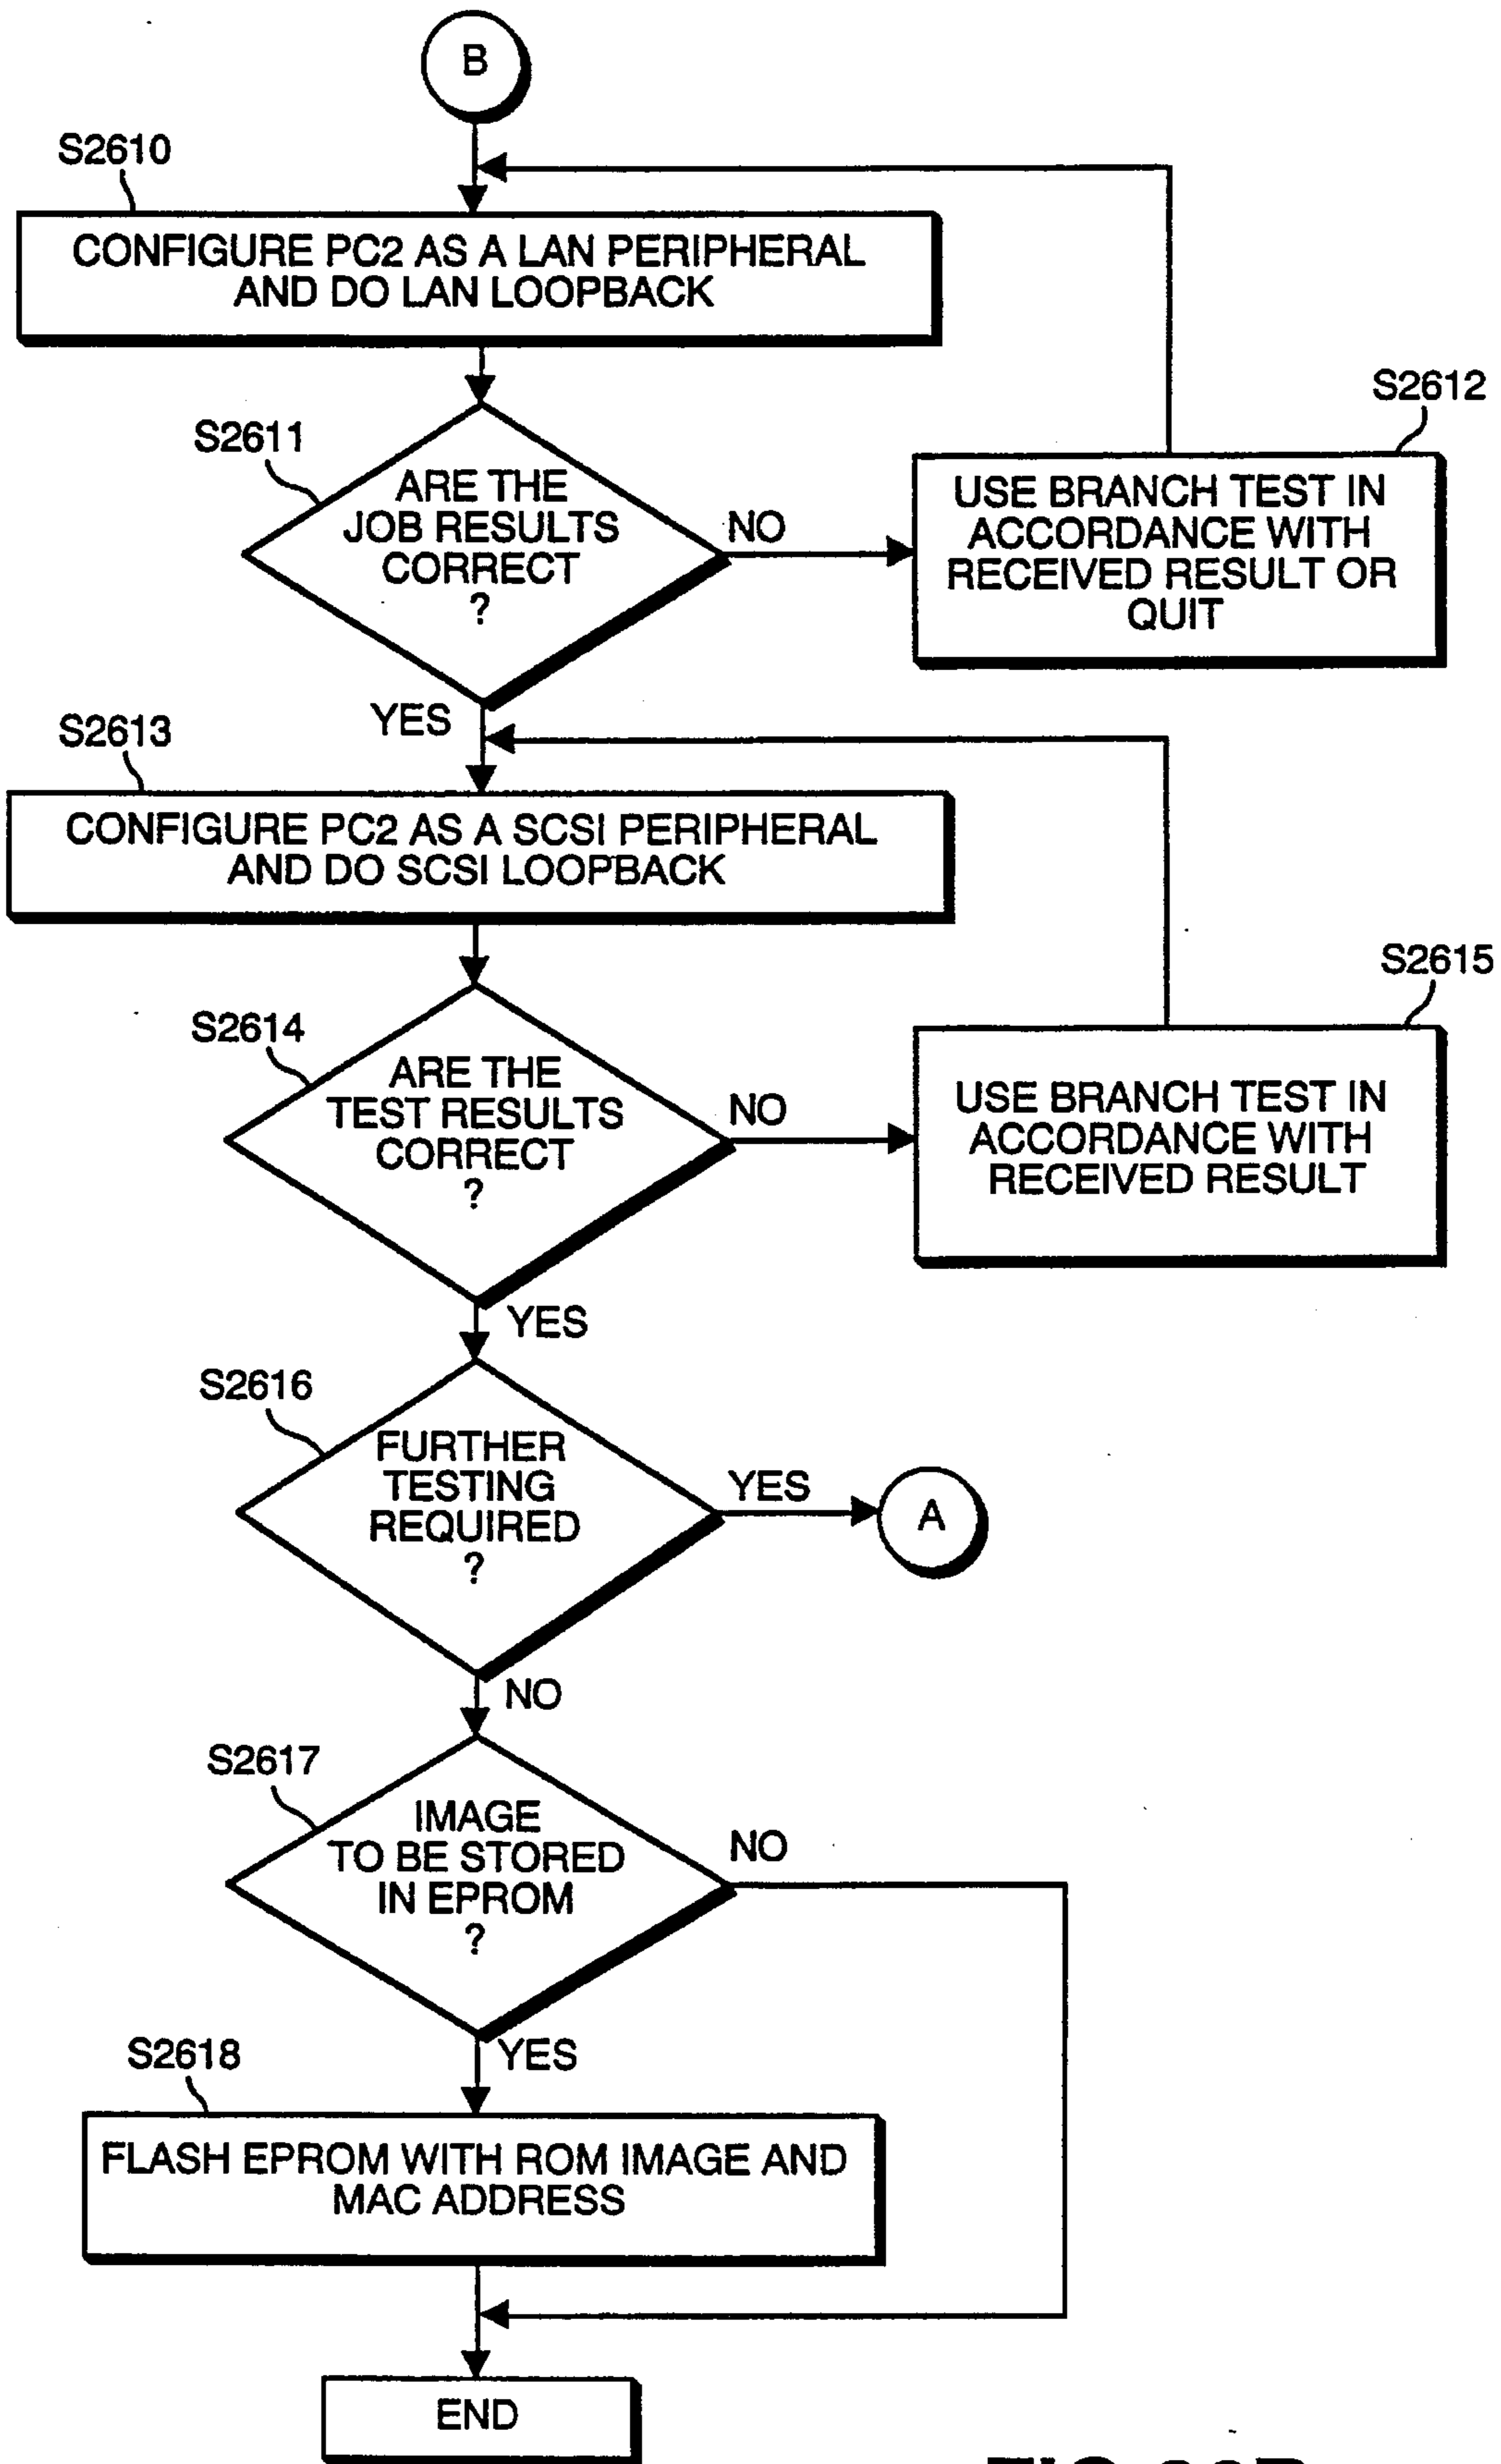 B
S2610
CONFIGURE PC2 AS A LAN PERIPHERAL
AND DO LAN LOOPBACK
S2611
ARE THE
JOB RESULTS
CORRECT
?
NO
S2612
USE BRANCH TEST IN
ACCORDANCE WITH
RECEIVED RESULT OR
QUIT
YES
S2613
CONFIGURE PC2 AS A SCSI PERIPHERAL
AND DO SCSI LOOPBACK
S2614
ARE THE
TEST RESULTS
CORRECT
?
NO
S2615
USE BRANCH TEST IN
ACCORDANCE WITH
RECEIVED RESULT
YES
S2616
FURTHER
TESTING
REQUIRED
?
YES
A
NO
S2617
IMAGE
TO BE STORED
IN EPROM
?
NO
YES
S2618
FLASH EPROM WITH ROM IMAGE AND
MAC ADDRESS
END